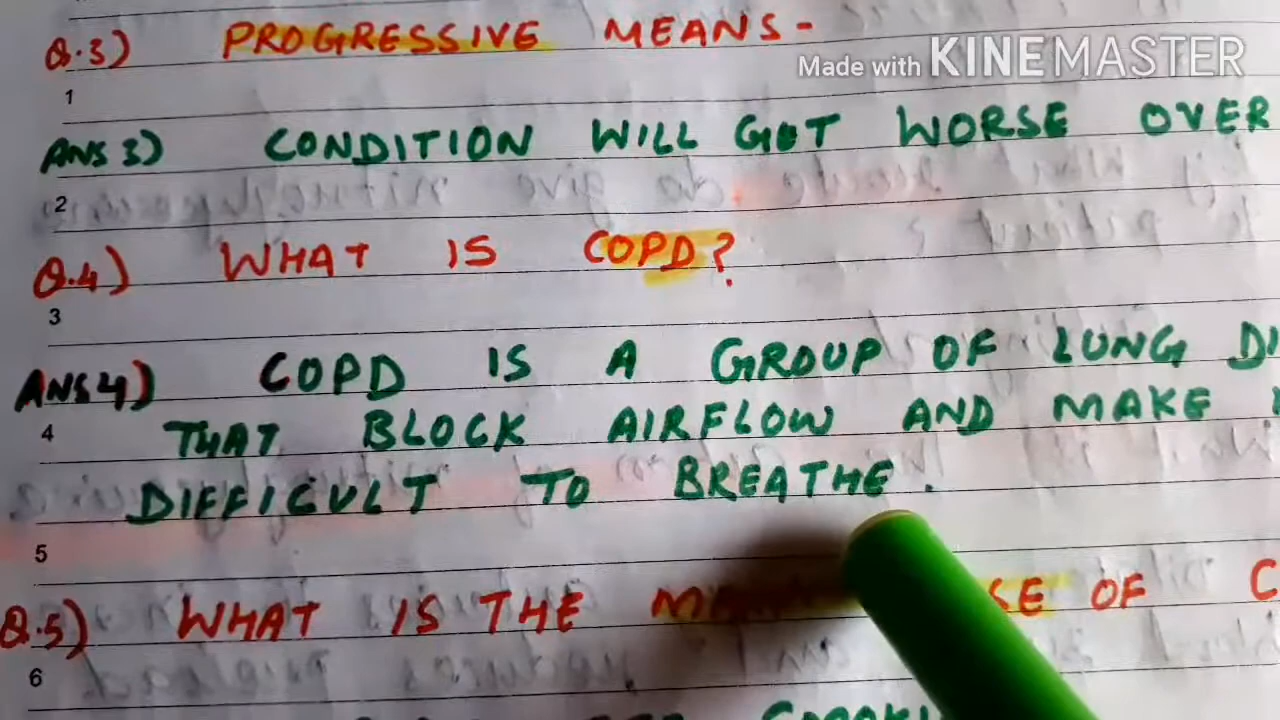 Q.3) PROGRESSIVE MEANS-
Made with KINEMASTER
1
ANS 3) CONDITION WILL GET WORSE OVER
2
Q.4) WHAT IS COPD?
3
ANS 4) COPD IS A GROUP OF LUNG DI
4
THAT BLOCK AIRFLOW AND MAKE
DIFFICULT TO BREATHE.
5
Q.5) WHAT IS THE OF C
6